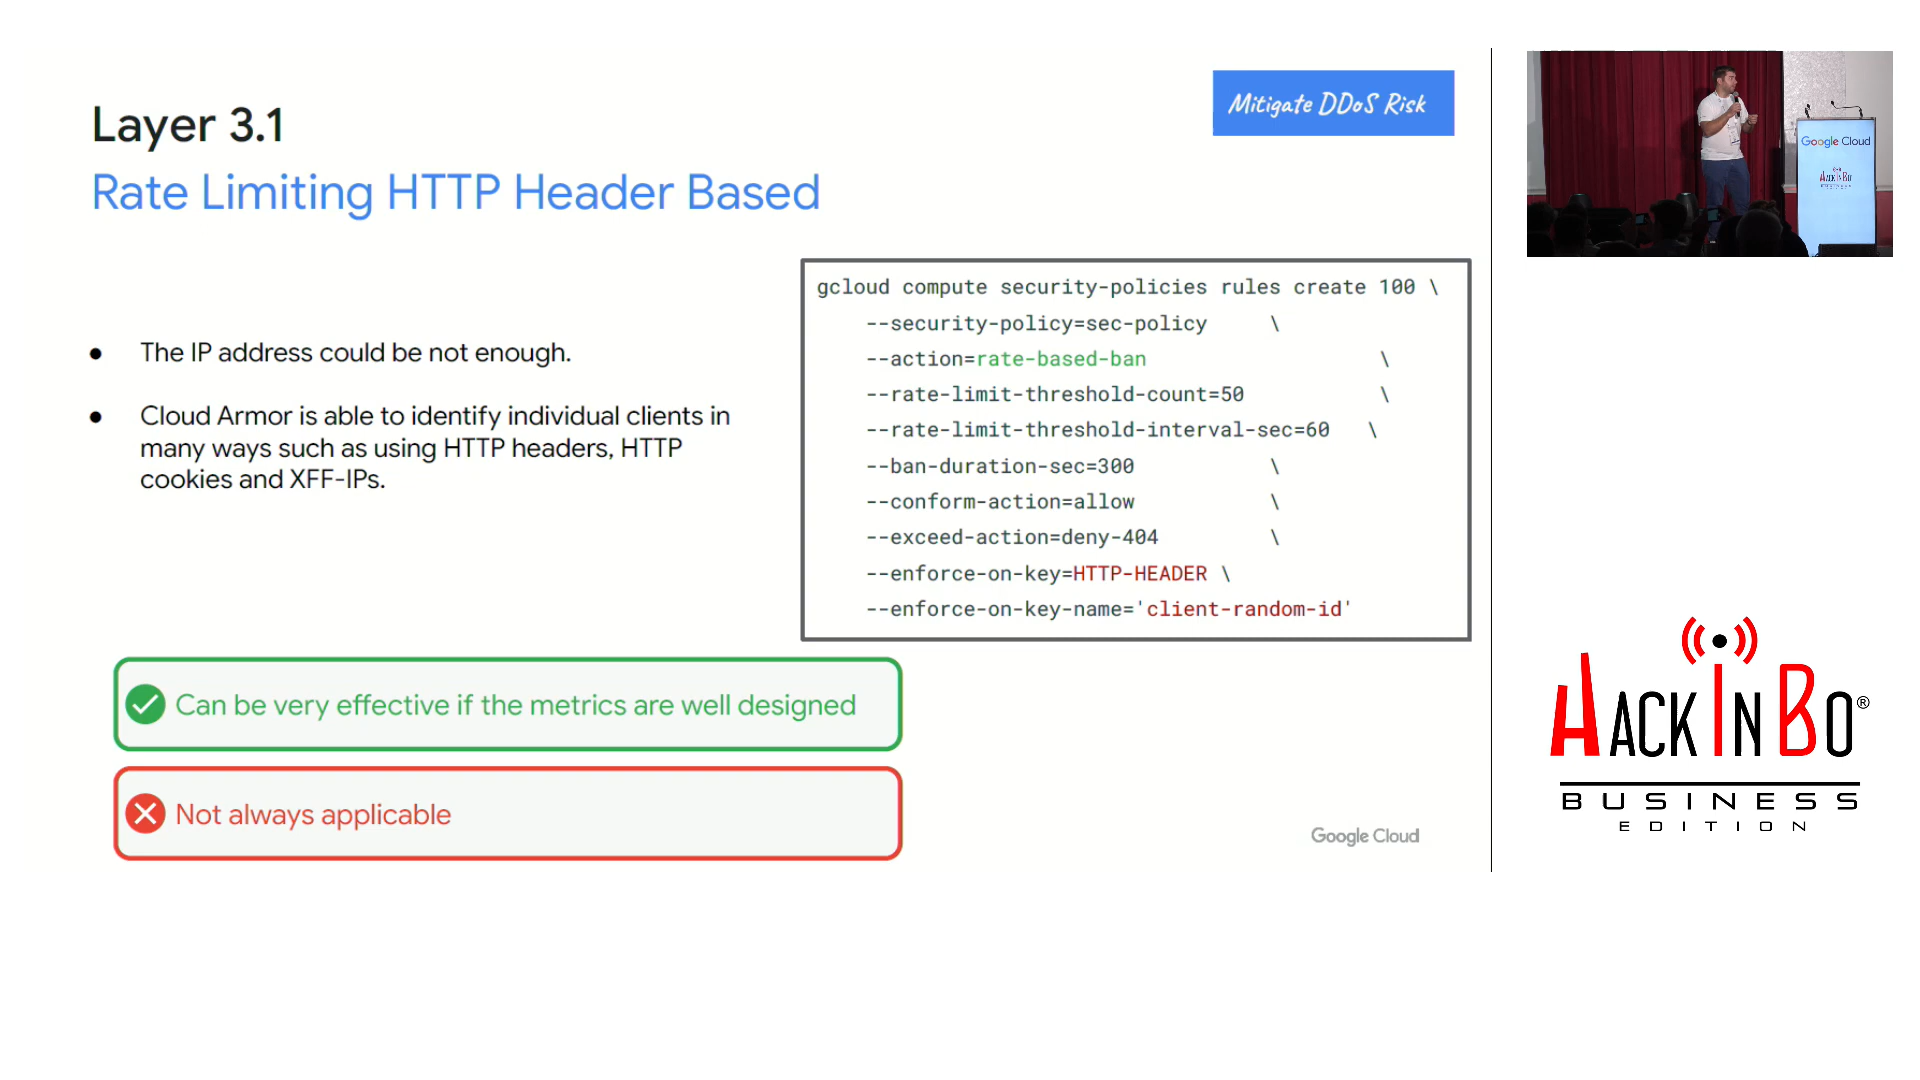 Layer 3.1
Mitigate DDoS Risk
Rate Limiting HTTP Header Based
● The IP address could be not enough.
● Cloud Armor is able to identify individual clients in
many ways such as using HTTP headers, HTTP
cookies and XFF-IPs.
gcloud compute security-policies rules create 100 \
--security-policy=sec-policy \
--action=rate-based-ban \
--rate-limit-threshold-count=50 \
--rate-limit-threshold-interval-sec=60 \
--ban-duration-sec=300 \
--conform-action=allow \
--exceed-action=deny-404 \
--enforce-on-key=HTTP-HEADER \
--enforce-on-key-name='client-random-id'
Can be very effective if the metrics are well designed
Not always applicable
Google Cloud
Google Cloud
HACKINBO
HACKINBO®
BUSINESS
EDITION